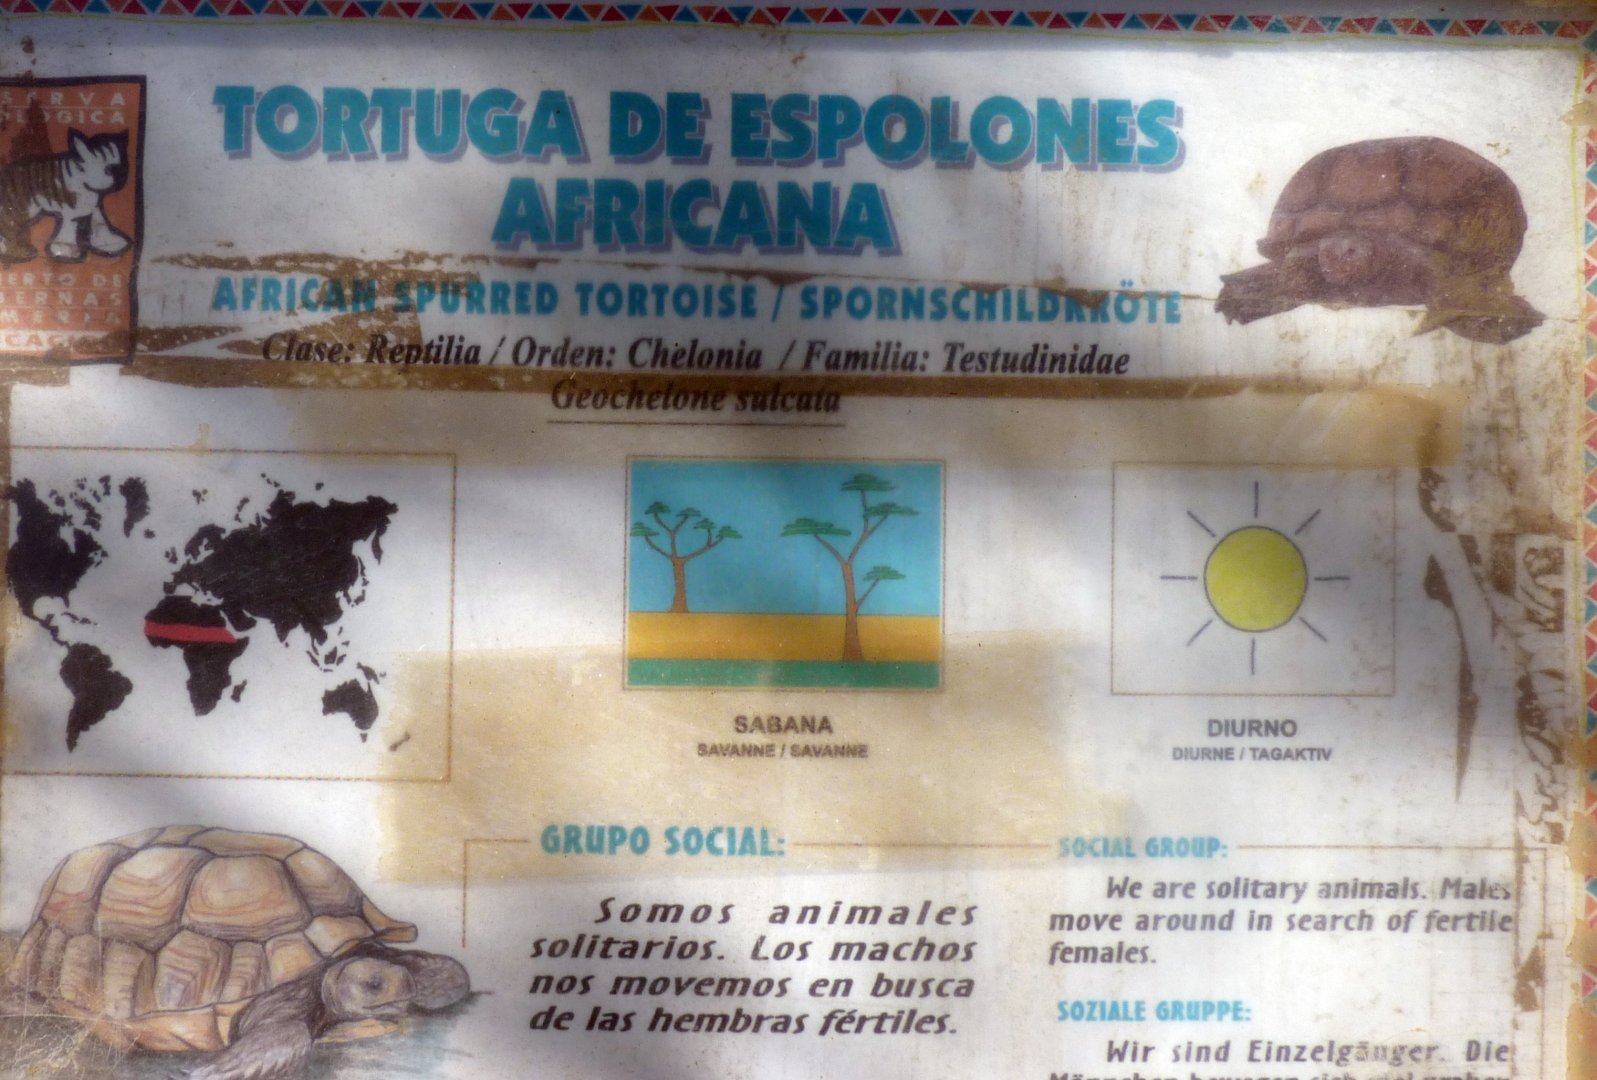 TORTUGA DE ESPOLONES
AFRICANA
AFRICAN SPURRED TORTOISE / SPORNSCHILDKRÖTE
Clase: Reptilia / Orden: Chelonia / Familia: Testudinidae
Geochelone sulcata
SABANA
SAVANNE / SAVANNE
DIURNO
DIURNE / TAGAKTIV
GRUPO SOCIAL:
Somos animales
solitarios. Los machos
nos movemos en busca
de las hembras fértiles.
SOCIAL GROUP:
We are solitary animals. Males
move around in search of fertile
females.
SOZIALE GRUPPE:
Wir sind Einzelgänger. Die